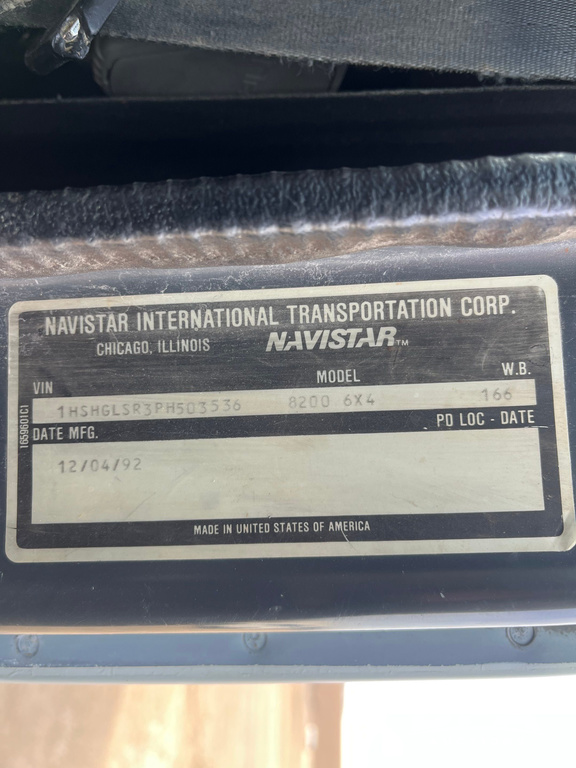 NAVISTAR INTERNATIONAL TRANSPORTATION CORP.
CHICAGO, ILLINOIS NAVISTAR™
VIN MODEL W.B.
1HSHGLSR3PH503536 8200 6X4 166
DATE MFG. PD LOC - DATE
12/04/92
MADE IN UNITED STATES OF AMERICA
1659601C1